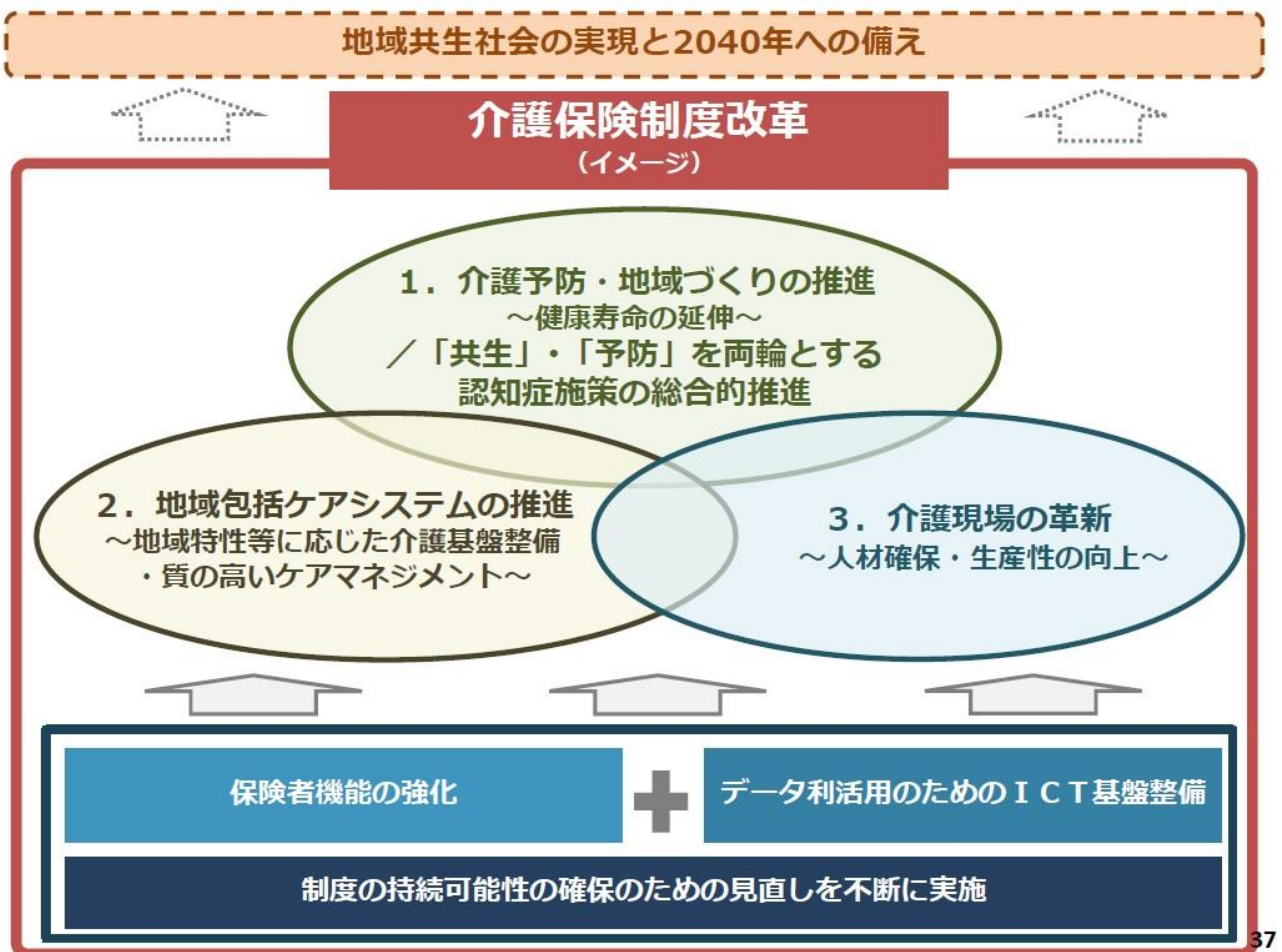 地域共生社会の実現と2040年への備え
介護保険制度改革
（イメージ）
１．介護予防・地域づくりの推進
～健康寿命の延伸～
／「共生」・「予防」を両輪とする
認知症施策の総合的推進
２．地域包括ケアシステムの推進
～地域特性等に応じた介護基盤整備
・質の高いケアマネジメント～
３．介護現場の革新
～人材確保・生産性の向上～
保険者機能の強化
データ利活用のためのＩＣＴ基盤整備
制度の持続可能性の確保のための見直しを不断に実施
37